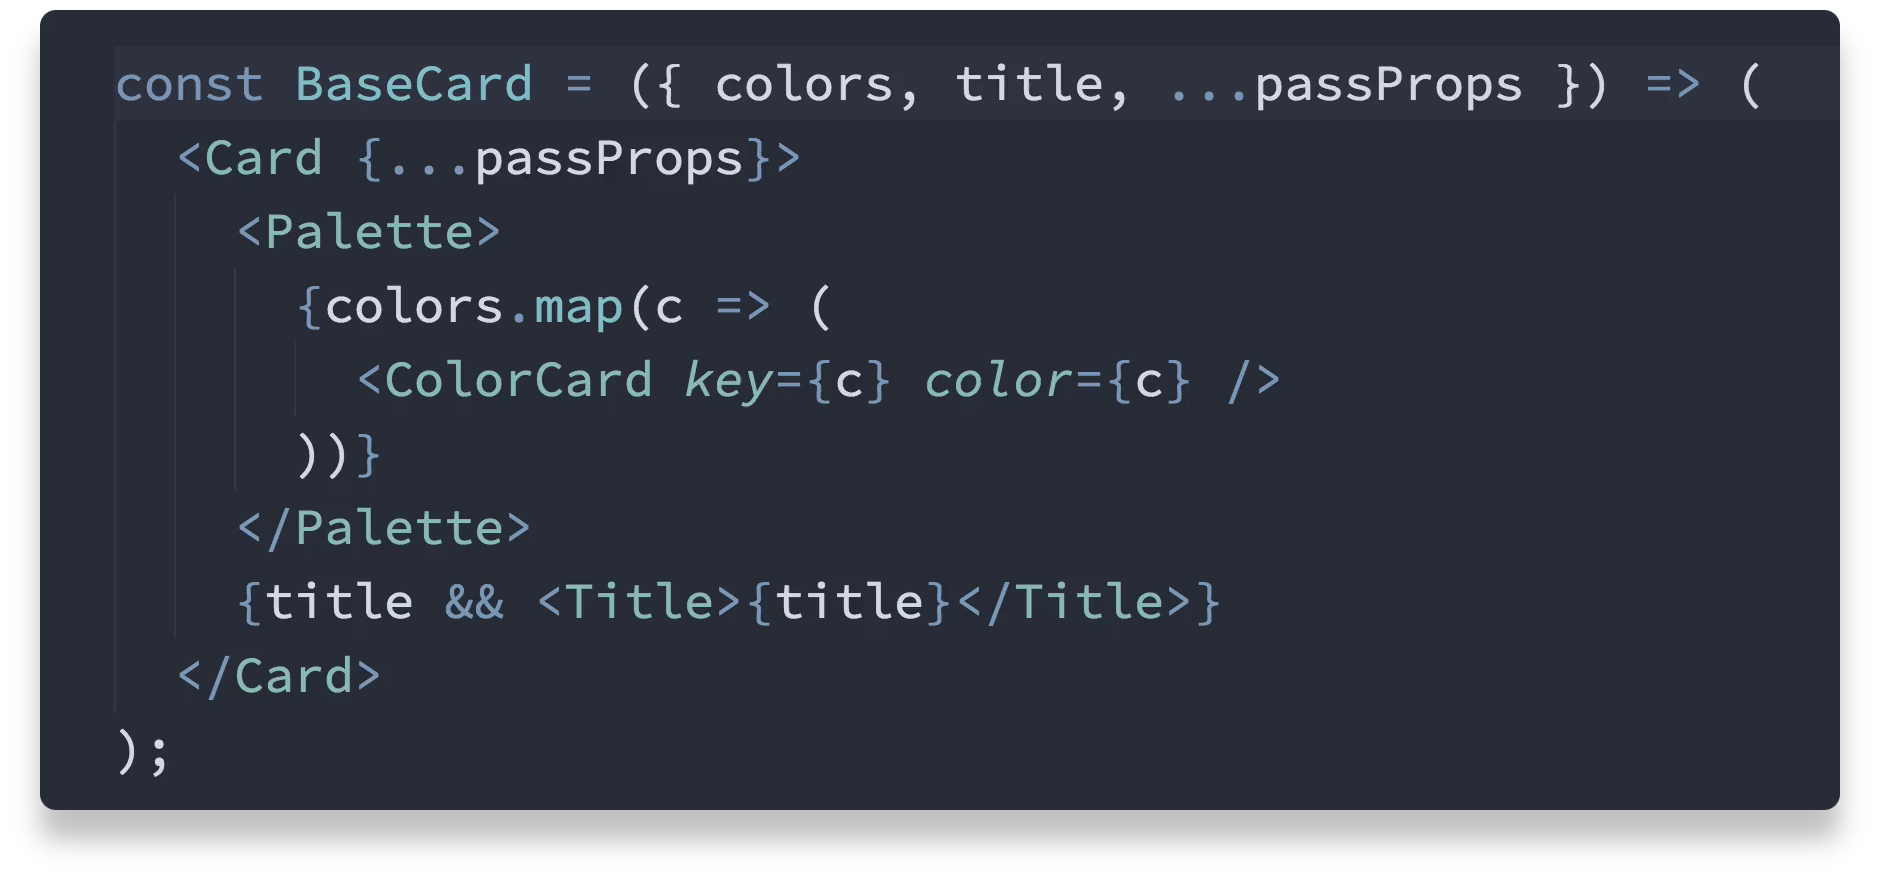 const BaseCard = ({ colors, title, ...passProps }) => (
  <Card {...passProps}>
    <Palette>
      {colors.map(c => (
        <ColorCard key={c} color={c} />
      ))}
    </Palette>
    {title && <Title>{title}</Title>}
  </Card>
);